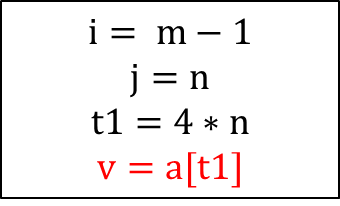 i = m − 1
j = n
t1 = 4 ∗ n
v = a[t1]